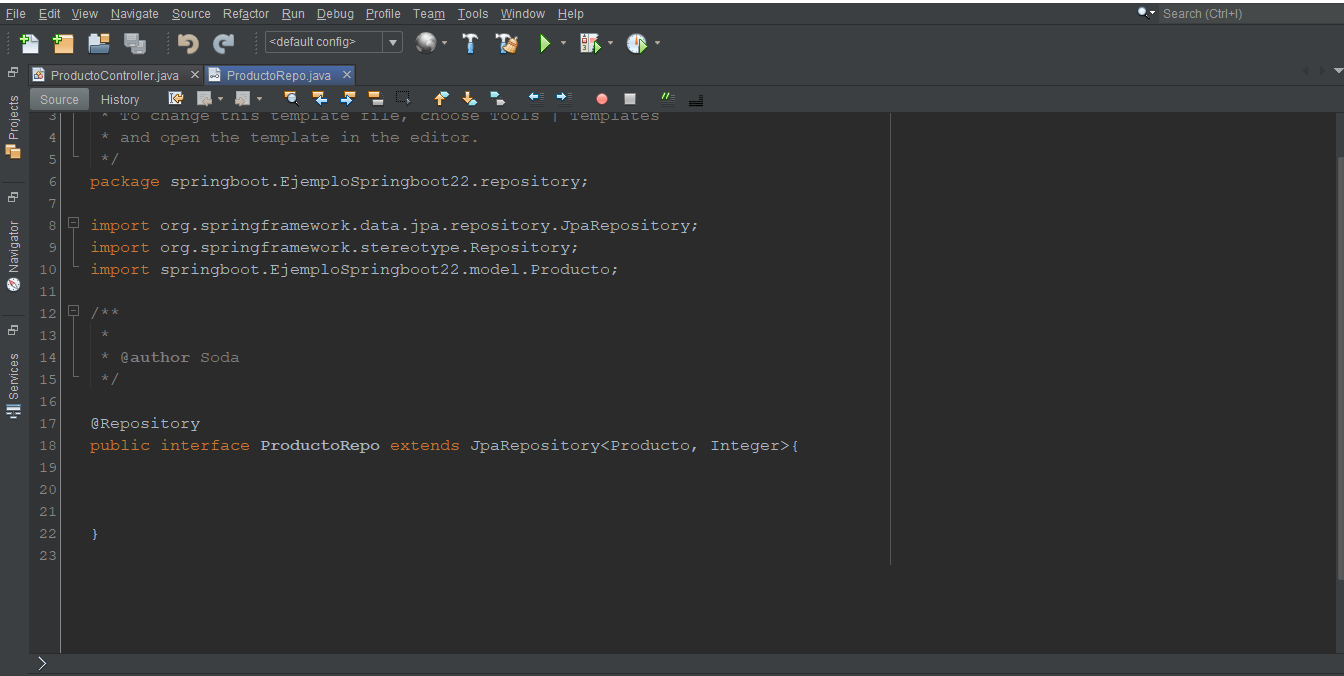 File Edit View Navigate Source Refactor Run Debug Profile Team Tools Window Help Search (Ctrl+I)
<default config>
ProductoController.java × ProductoRepo.java ×
Source History
Projects
Navigator
Services
3 * To change this template file, choose Tools | Templates
4 * and open the template in the editor.
5 */
6 package springboot.EjemploSpringboot22.repository;
7
8 import org.springframework.data.jpa.repository.JpaRepository;
9 import org.springframework.stereotype.Repository;
10 import springboot.EjemploSpringboot22.model.Producto;
11
12 /**
13 *
14 * @author Soda
15 */
16
17 @Repository
18 public interface ProductoRepo extends JpaRepository<Producto, Integer>{
19
20
21
22 }
23